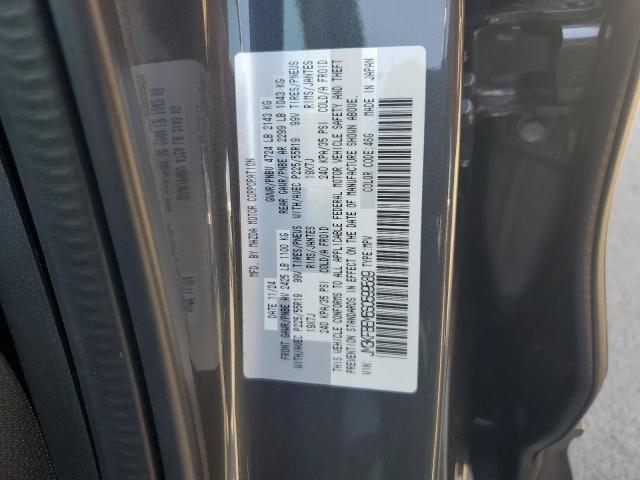 MFD. BY MAZDA MOTOR CORPORATION
DATE 11/24 GVWR/PNBV 4724 LB 2143 KG
FRONT GAWR/PNBE AV 2425 LB 1100 KG REAR GAWR/PNBE AR 2299 LB 1043 KG
WITH/AVEC P225/55R19 99V TIRES/PNEUS WITH/AVEC P225/55R19 99V TIRES/PNEUS
19X7J RIMS/JANTES 19X7J RIMS/JANTES
240 KPA/35 PSI COLD/A FROID 240 KPA/35 PSI COLD/A FROID
THIS VEHICLE CONFORMS TO ALL APPLICABLE FEDERAL MOTOR VEHICLE SAFETY, BUMPER, AND THEFT
PREVENTION STANDARDS IN EFFECT ON THE DATE OF MANUFACTURE SHOWN ABOVE.
VIN: TYPE:MPV COLOR CODE:46G MADE IN JAPAN